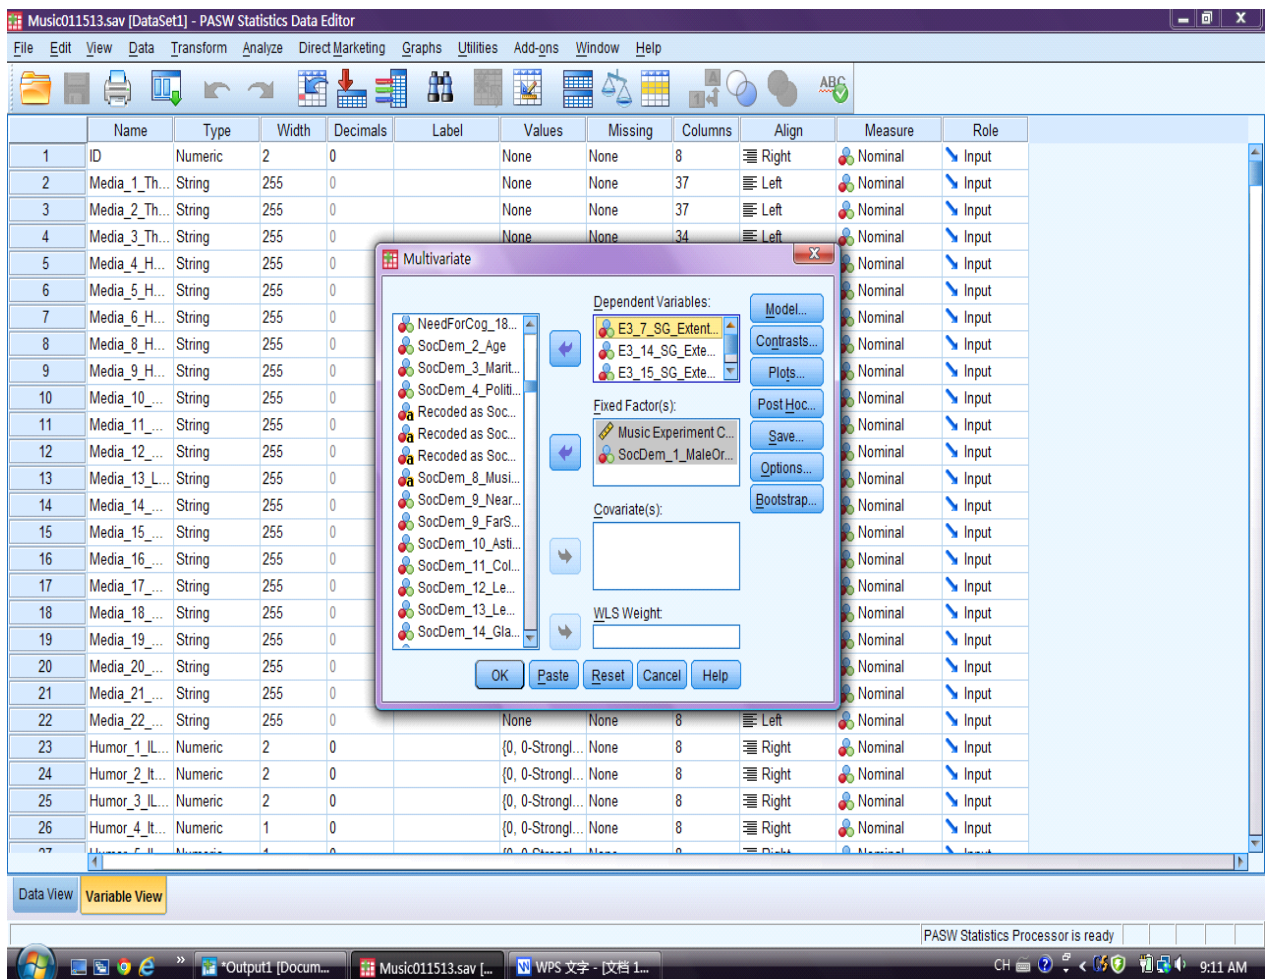 Music011513.sav [DataSet1] - PASW Statistics Data Editor
File Edit View Data Transform Analyze Direct Marketing Graphs Utilities Add-ons Window Help
Name Type Width Decimals Label Values Missing Columns Align Measure Role
1 ID Numeric 2 0 None None 8 Right Nominal Input
2 Media_1_Th... String 255 0 None None 37 Left Nominal Input
3 Media_2_Th... String 255 0 None None 37 Left Nominal Input
4 Media_3_Th... String 255 0 None None 34 Left Nominal Input
5 Media_4_H... String 255 0 Nominal Input
6 Media_5_H... String 255 0 Nominal Input
7 Media_6_H... String 255 0 Nominal Input
8 Media_8_H... String 255 0 Nominal Input
9 Media_9_H... String 255 0 Nominal Input
10 Media_10_... String 255 0 Nominal Input
11 Media_11_... String 255 0 Nominal Input
12 Media_12_... String 255 0 Nominal Input
13 Media_13_L... String 255 0 Nominal Input
14 Media_14_... String 255 0 Nominal Input
15 Media_15_... String 255 0 Nominal Input
16 Media_16_... String 255 0 Nominal Input
17 Media_17_... String 255 0 Nominal Input
18 Media_18_... String 255 0 Nominal Input
19 Media_19_... String 255 0 Nominal Input
20 Media_20_... String 255 0 Nominal Input
21 Media_21_... String 255 0 Nominal Input
22 Media_22_... String 255 0 None None 8 Left Nominal Input
23 Humor_1_IL... Numeric 2 0 {0, 0-Strongl... None 8 Right Nominal Input
24 Humor_2_It... Numeric 2 0 {0, 0-Strongl... None 8 Right Nominal Input
25 Humor_3_IL... Numeric 2 0 {0, 0-Strongl... None 8 Right Nominal Input
26 Humor_4_It... Numeric 1 0 {0, 0-Strongl... None 8 Right Nominal Input
Multivariate
NeedForCog_18...
SocDem_2_Age
SocDem_3_Marit...
SocDem_4_Politi...
Recoded as Soc...
Recoded as Soc...
Recoded as Soc...
SocDem_8_Musi...
SocDem_9_Near...
SocDem_9_FarS...
SocDem_10_Asti...
SocDem_11_Col...
SocDem_12_Le...
SocDem_13_Le...
SocDem_14_Gla...
Dependent Variables:
E3_7_SG_Extent...
E3_14_SG_Exte...
E3_15_SG_Exte...
Fixed Factor(s):
Music Experiment C...
SocDem_1_MaleOr...
Covariate(s):
WLS Weight:
Model...
Contrasts...
Plots...
Post Hoc...
Save...
Options...
Bootstrap...
OK Paste Reset Cancel Help
Data View Variable View
PASW Statistics Processor is ready
*Output1 [Docum... Music011513.sav [... WPS 文字 - [文档 1... CH 9:11 AM